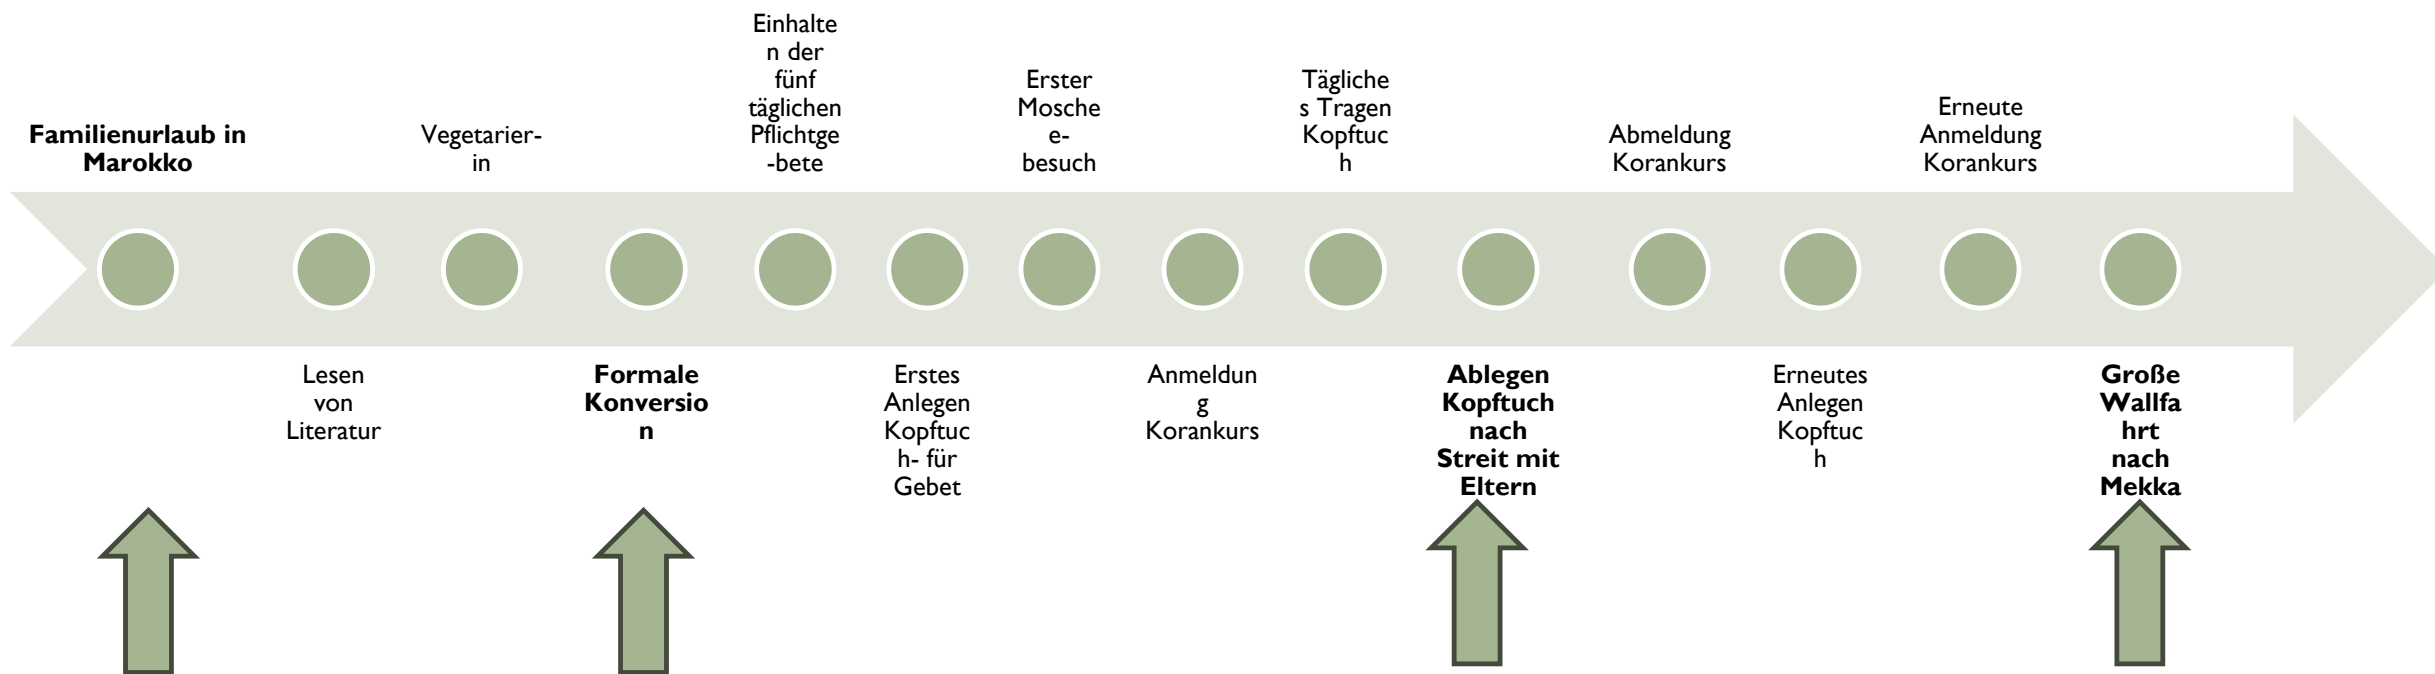 Familienurlaub in
Marokko
Lesen
von
Literatur
Vegetarier-
in
Formale
Konversio
n
Einhalte
n der
fünf
täglichen
Pflichtge
-bete
Erstes
Anlegen
Kopftuc
h- für
Gebet
Erster
Mosche
e-
besuch
Anmeldun
g
Korankurs
Tägliche
s Tragen
Kopftuc
h
Ablegen
Kopftuch
nach
Streit mit
Eltern
Abmeldung
Korankurs
Erneutes
Anlegen
Kopftuc
h
Erneute
Anmeldung
Korankurs
Große
Wallfa
hrt
nach
Mekka